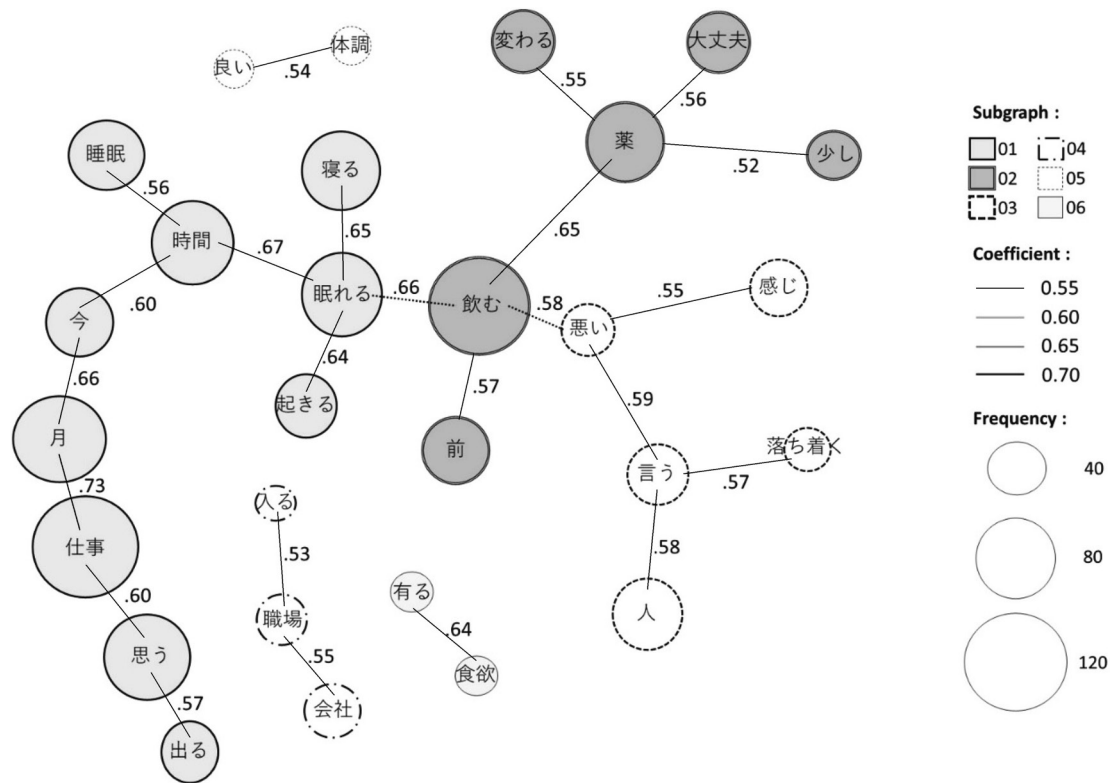 変わる
大丈夫
体調
良い
.54
.55
.56
薬
少し
.52
睡眠
寝る
.56
.65
時間
.67
.65
眠れる
.66
飲む
.58
悪い
.55
感じ
.60
今
.64
.57
.59
.66
起きる
月
前
言う
.57
落ち着く
.73
入る
.58
仕事
.53
有る
人
.60
職場
.64
思う
.55
食欲
.57
会社
出る
Subgraph :
01
04
02
05
03
06
Coefficient :
0.55
0.60
0.65
0.70
Frequency :
40
80
120